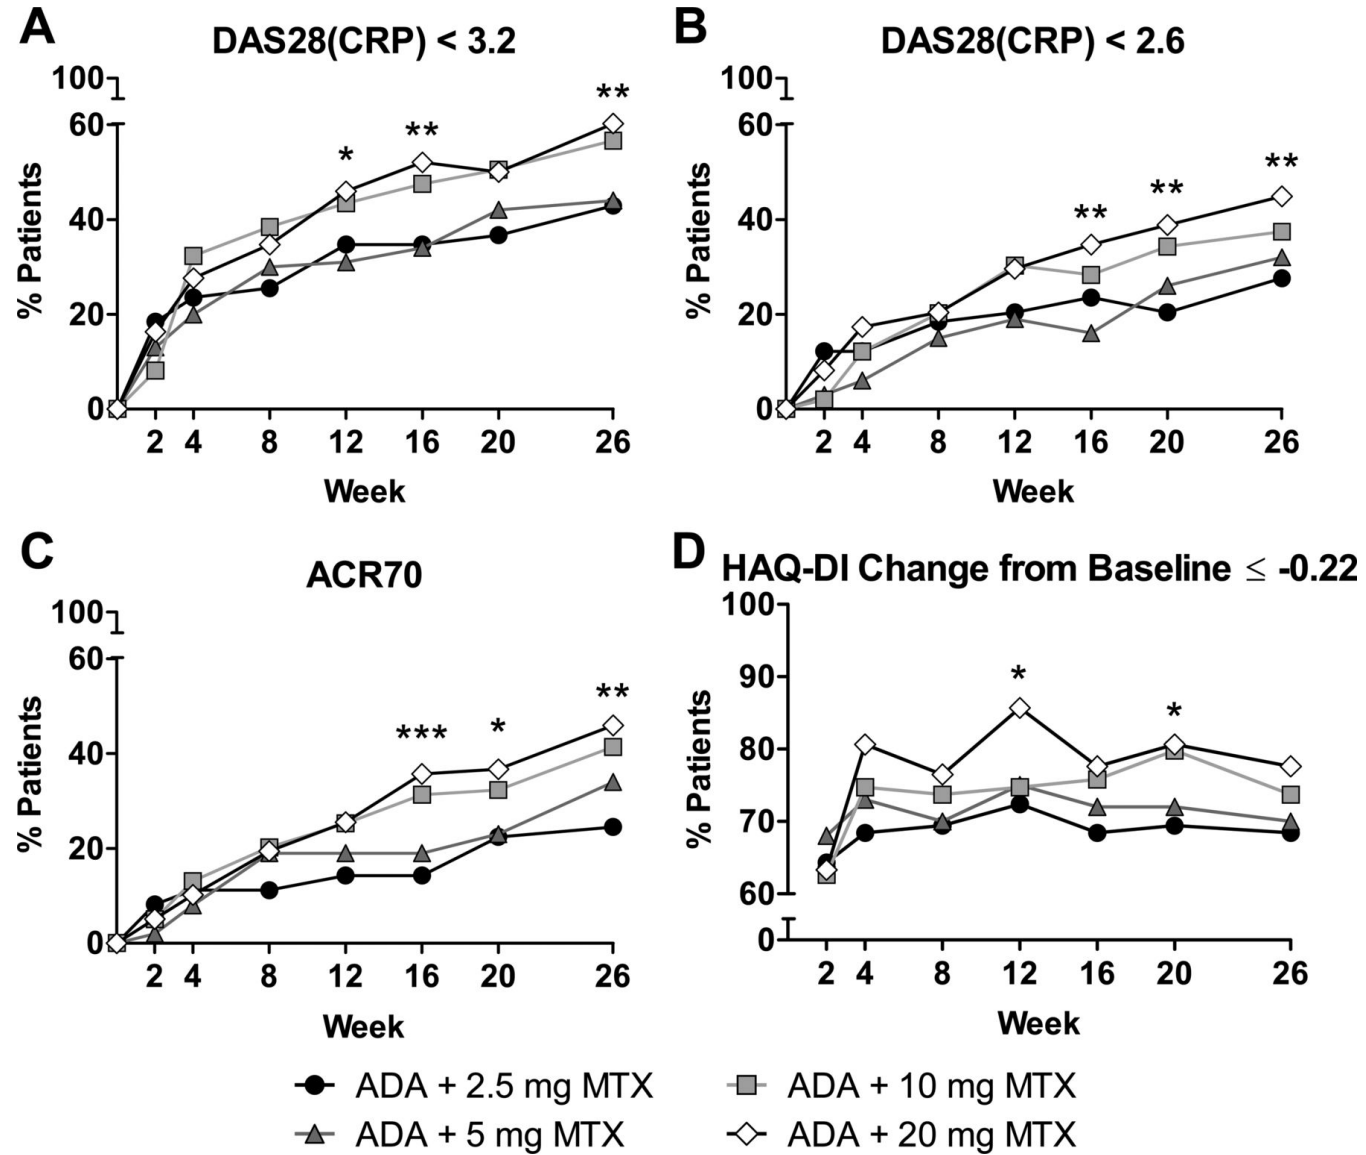 A
DAS28(CRP) < 3.2
100
60
40
20
0
% Patients
*
**
**
2 4 8 12 16 20 26
Week
B
DAS28(CRP) < 2.6
100
60
40
20
0
% Patients
**
**
**
2 4 8 12 16 20 26
Week
C
ACR70
100
60
40
20
0
% Patients
***
*
**
2 4 8 12 16 20 26
Week
D
HAQ-DI Change from Baseline ≤ -0.22
100
90
80
70
60
0
% Patients
*
*
2 4 8 12 16 20 26
Week
ADA + 2.5 mg MTX
ADA + 10 mg MTX
ADA + 5 mg MTX
ADA + 20 mg MTX